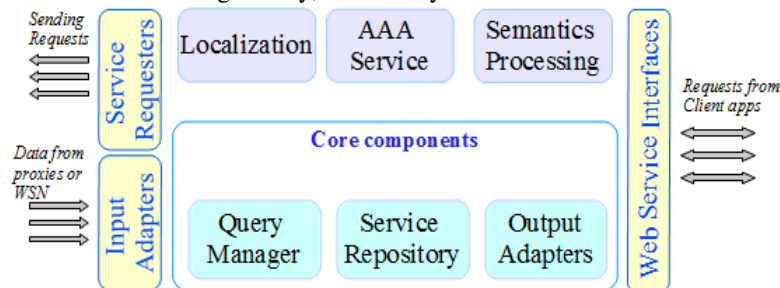 Sending
Requests
Service
Requesters
Localization
AAA
Service
Semantics
Processing
Web Service Interfaces
Requests from
Client apps
Data from
proxies or
WSN
Input
Adapters
Core components
Query
Manager
Service
Repository
Output
Adapters